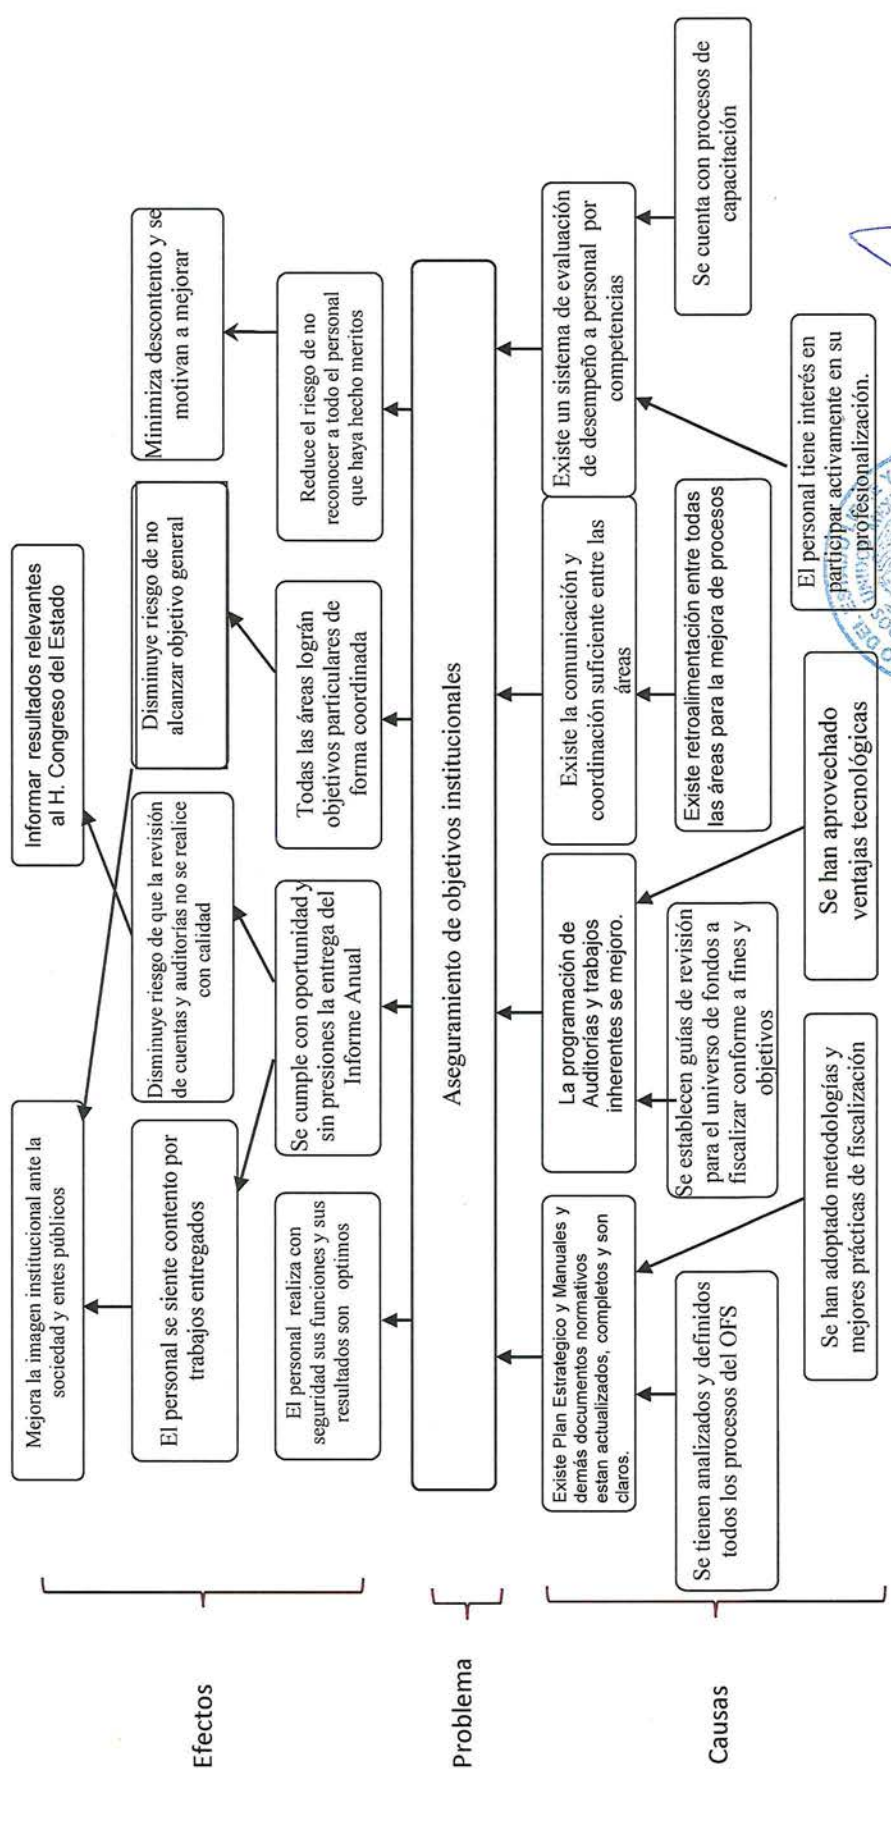 Efectos
Mejora la imagen institucional ante la
sociedad y entes públicos
Informar resultados relevantes
al H. Congreso del Estado
El personal se siente contento por
trabajos entregados
Disminuye riesgo de que la revisión
de cuentas y auditorías no se realice
con calidad
Disminuye riesgo de no
alcanzar objetivo general
Minimiza descontento y se
motivan a mejorar
El personal realiza con
seguridad sus funciones y sus
resultados son optimos
Se cumple con oportunidad y
sin presiones la entrega del
Informe Anual
Todas las áreas lográn
objetivos particulares de
forma coordinada
Reduce el riesgo de no
reconocer a todo el personal
que haya hecho meritos
Problema
Aseguramiento de objetivos institucionales
Causas
Existe Plan Estrategico y Manuales y
demás documentos normativos
estan actualizados, completos y son
claros.
La programación de
Auditorías y trabajos
inherentes se mejoro.
Existe la comunicación y
coordinación suficiente entre las
áreas
Existe un sistema de evaluación
de desempeño a personal por
competencias
Se tienen analizados y definidos
todos los procesos del OFS
Se establecen guías de revisión
para el universo de fondos a
fiscalizar conforme a fines y
objetivos
Existe retroalimentación entre todas
las áreas para la mejora de procesos
Se cuenta con procesos de
capacitación
Se han adoptado metodologías y
mejores prácticas de fiscalización
Se han aprovechado
ventajas tecnológicas
El personal tiene interés en
participar activamente en su
profesionalización.